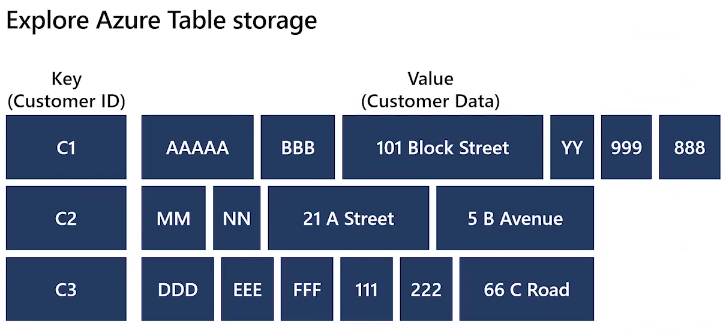 Explore Azure Table storage
Key
(Customer ID)
Value
(Customer Data)
C1 AAAAA BBB 101 Block Street YY 999 888
C2 MM NN 21 A Street 5 B Avenue
C3 DDD EEE FFF 111 222 66 C Road